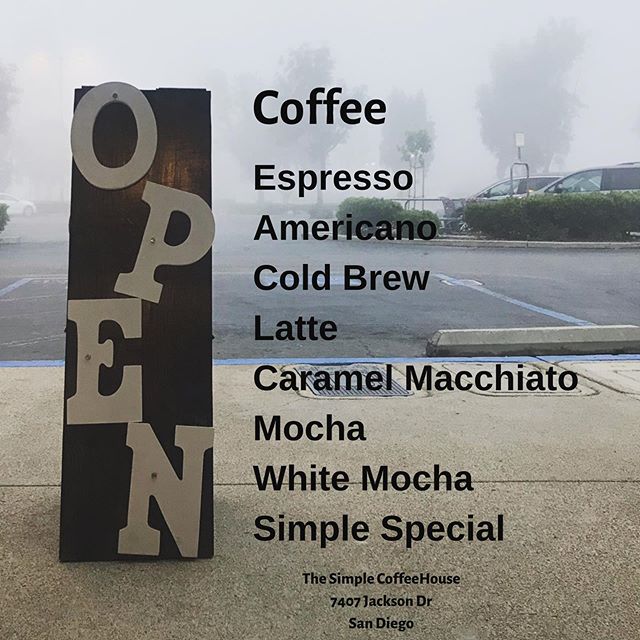 OPEN
Coffee
Espresso
Americano
Cold Brew
Latte
Caramel Macchiato
Mocha
White Mocha
Simple Special
The Simple CoffeeHouse
7407 Jackson Dr
San Diego